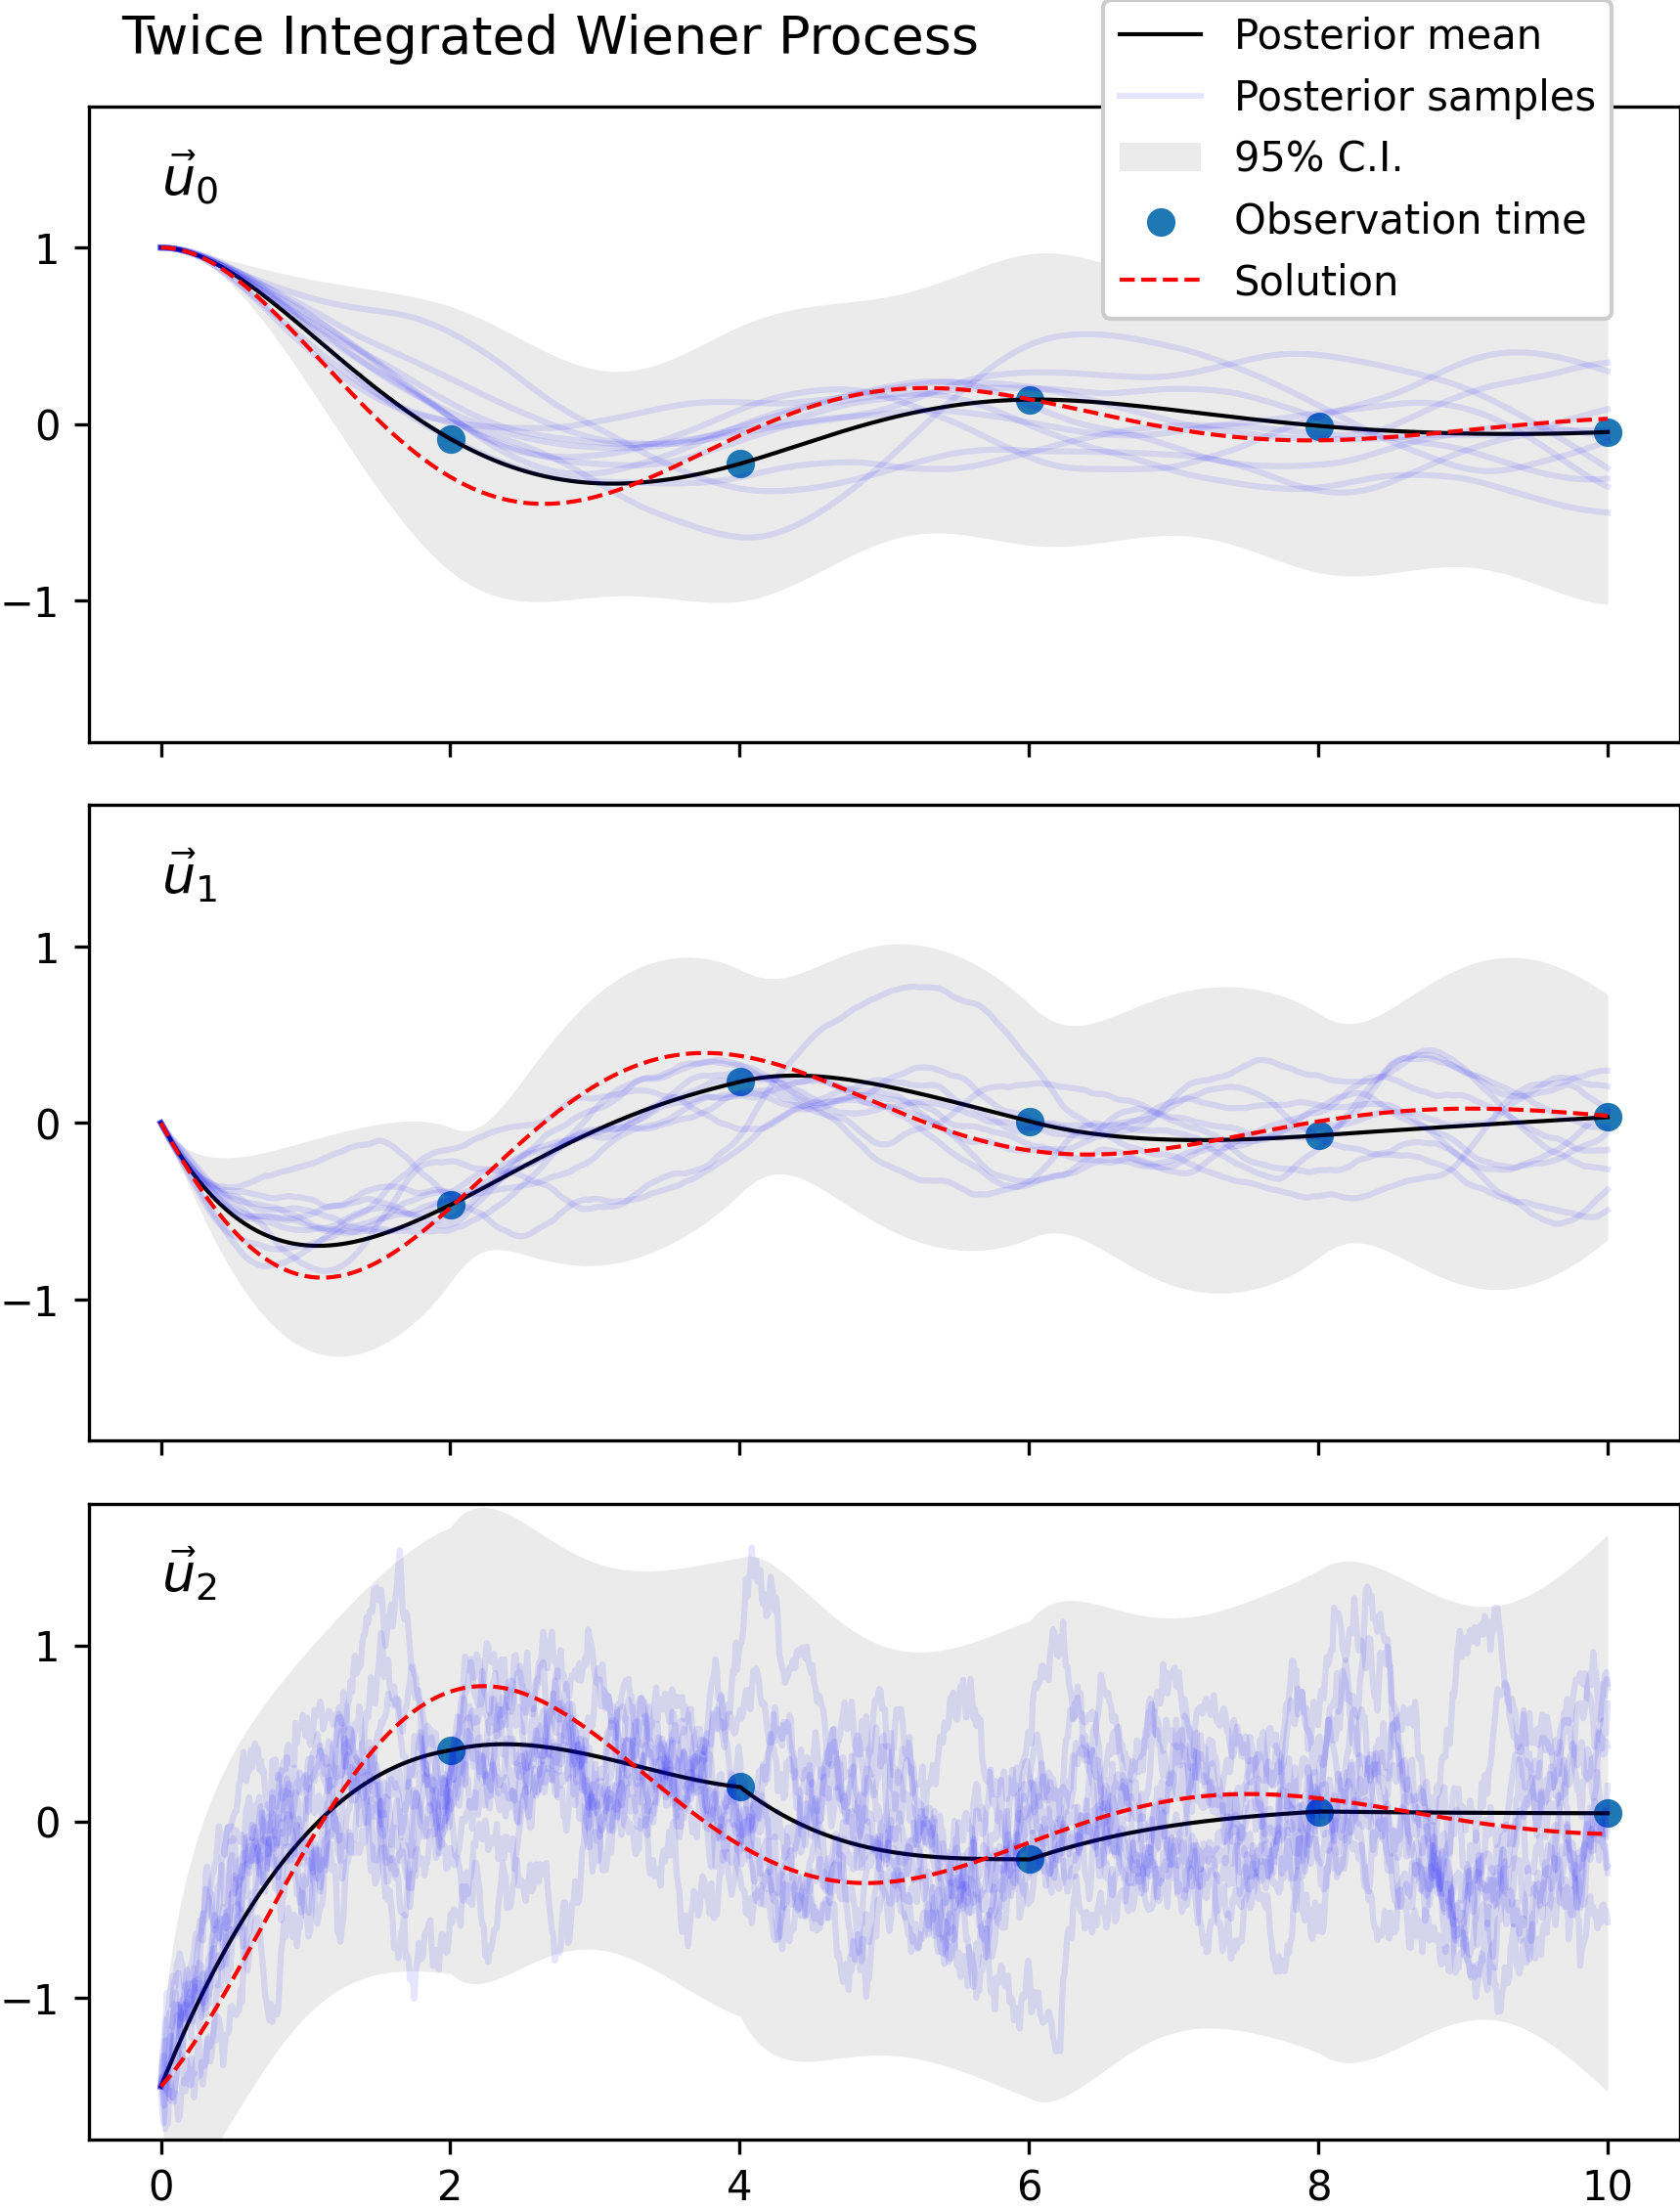 Twice Integrated Wiener Process
Posterior mean
Posterior samples
95% C.I.
Observation time
Solution
u⃗₀
1
0
−1
u⃗₁
1
0
−1
u⃗₂
1
0
−1
0 2 4 6 8 10